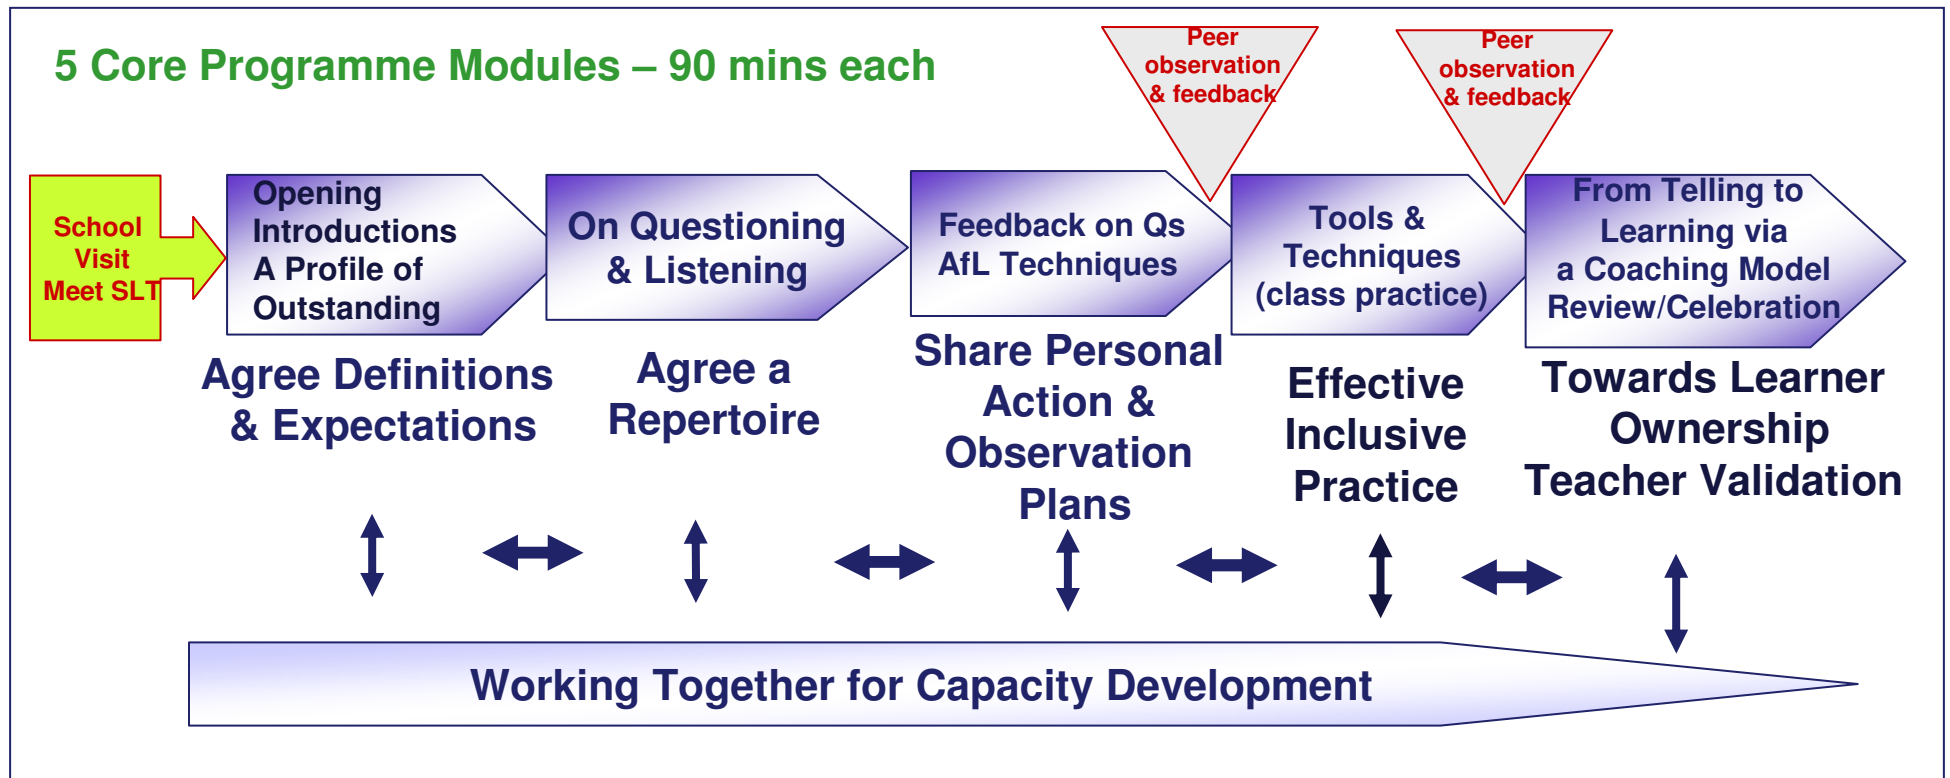 5 Core Programme Modules – 90 mins each
Peer
observation
& feedback
Peer
observation
& feedback
School
Visit
Meet SLT
Opening
Introductions
A Profile of
Outstanding
On Questioning
& Listening
Feedback on Qs
AfL Techniques
Tools &
Techniques
(class practice)
From Telling to
Learning via
a Coaching Model
Review/Celebration
Agree Definitions
& Expectations
Agree a
Repertoire
Share Personal
Action &
Observation
Plans
Effective
Inclusive
Practice
Towards Learner
Ownership
Teacher Validation
Working Together for Capacity Development